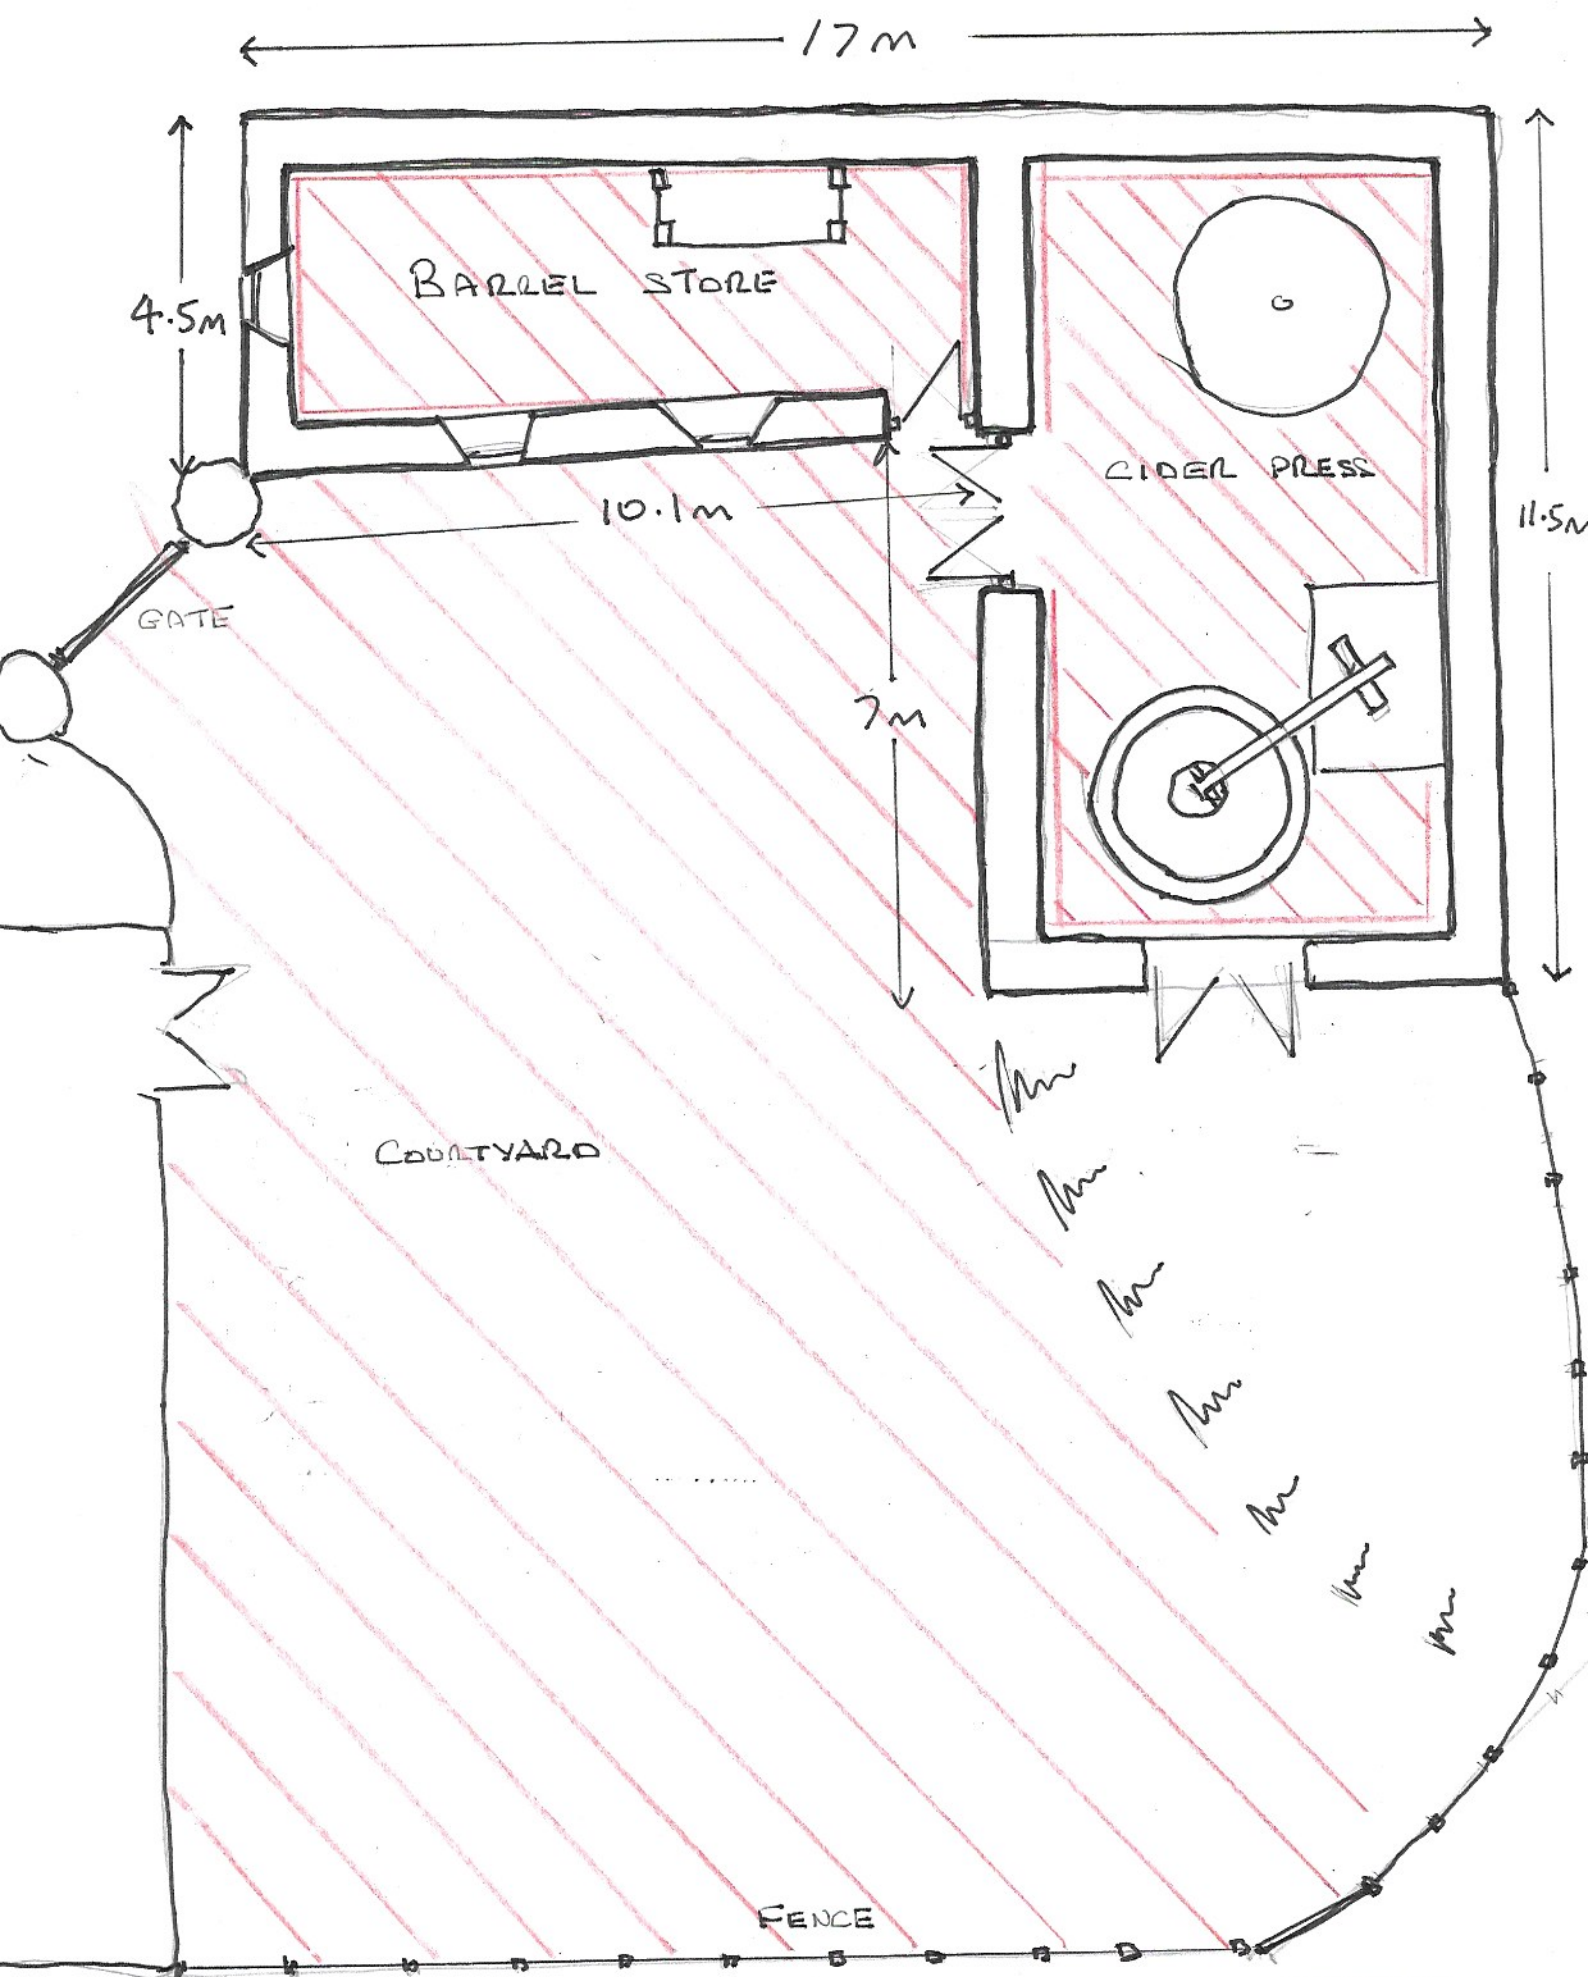 17m
4.5m
BARREL STORE
CIDER PRESS
10.1m
11.5m
GATE
7m
COURTYARD
FENCE